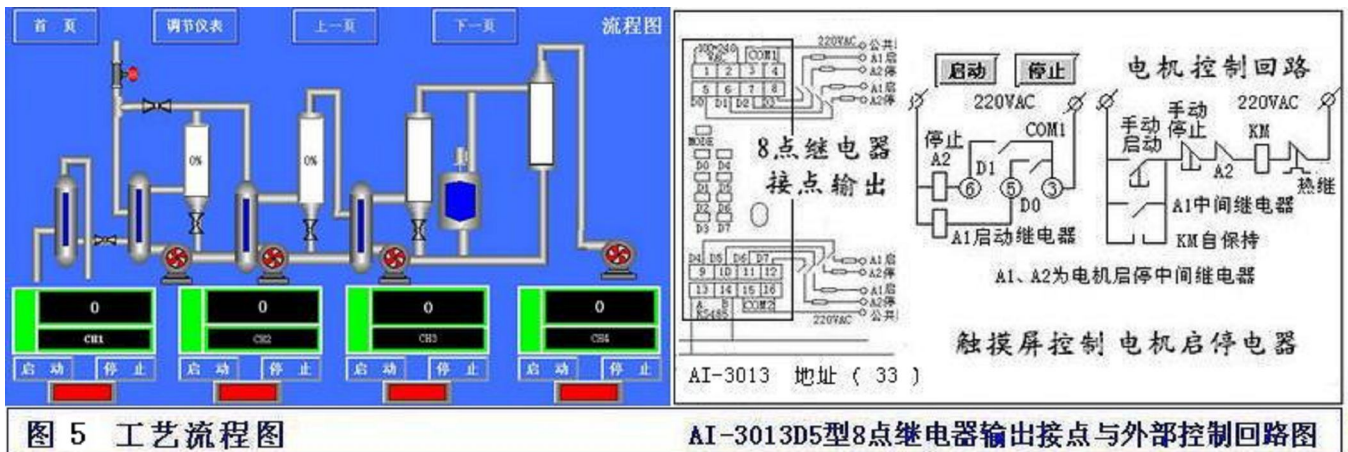 首 页
调节仪表
上一页
下一页
流程图
0%
0%
0
0
0
0
CH1
CH2
CH3
CH4
启 动
停 止
启 动
停 止
启 动
停 止
启 动
停 止
图 5 工艺流程图
220VAC 公共
100-240 VAC
COM1
A1启
A2停
1 2 3 4
5 6 7 8
A1启
A2停
D0 D1 D2 D3
MODE
D0 D4
D1 D5
D2 D6
D3 D7
8点继电器
接点输出
D4 D5 D6 D7
9 10 11 12
13 14 15 16
A B COM2
RS485
A1启
A2停
A1启
A2停
220VAC 公共
AI-3013 地址 ( 33 )
启动
停止
220VAC
停止
A2
COM1
D1
6 5 3
D0
A1启动继电器
电机控制回路
手动
启动
手动
停止
220VAC
KM
A2
热继
A1中间继电器
KM自保持
A1、A2为电机启停中间继电器
触摸屏控制 电机启停电器
AI-3013D5型8点继电器输出接点与外部控制回路图